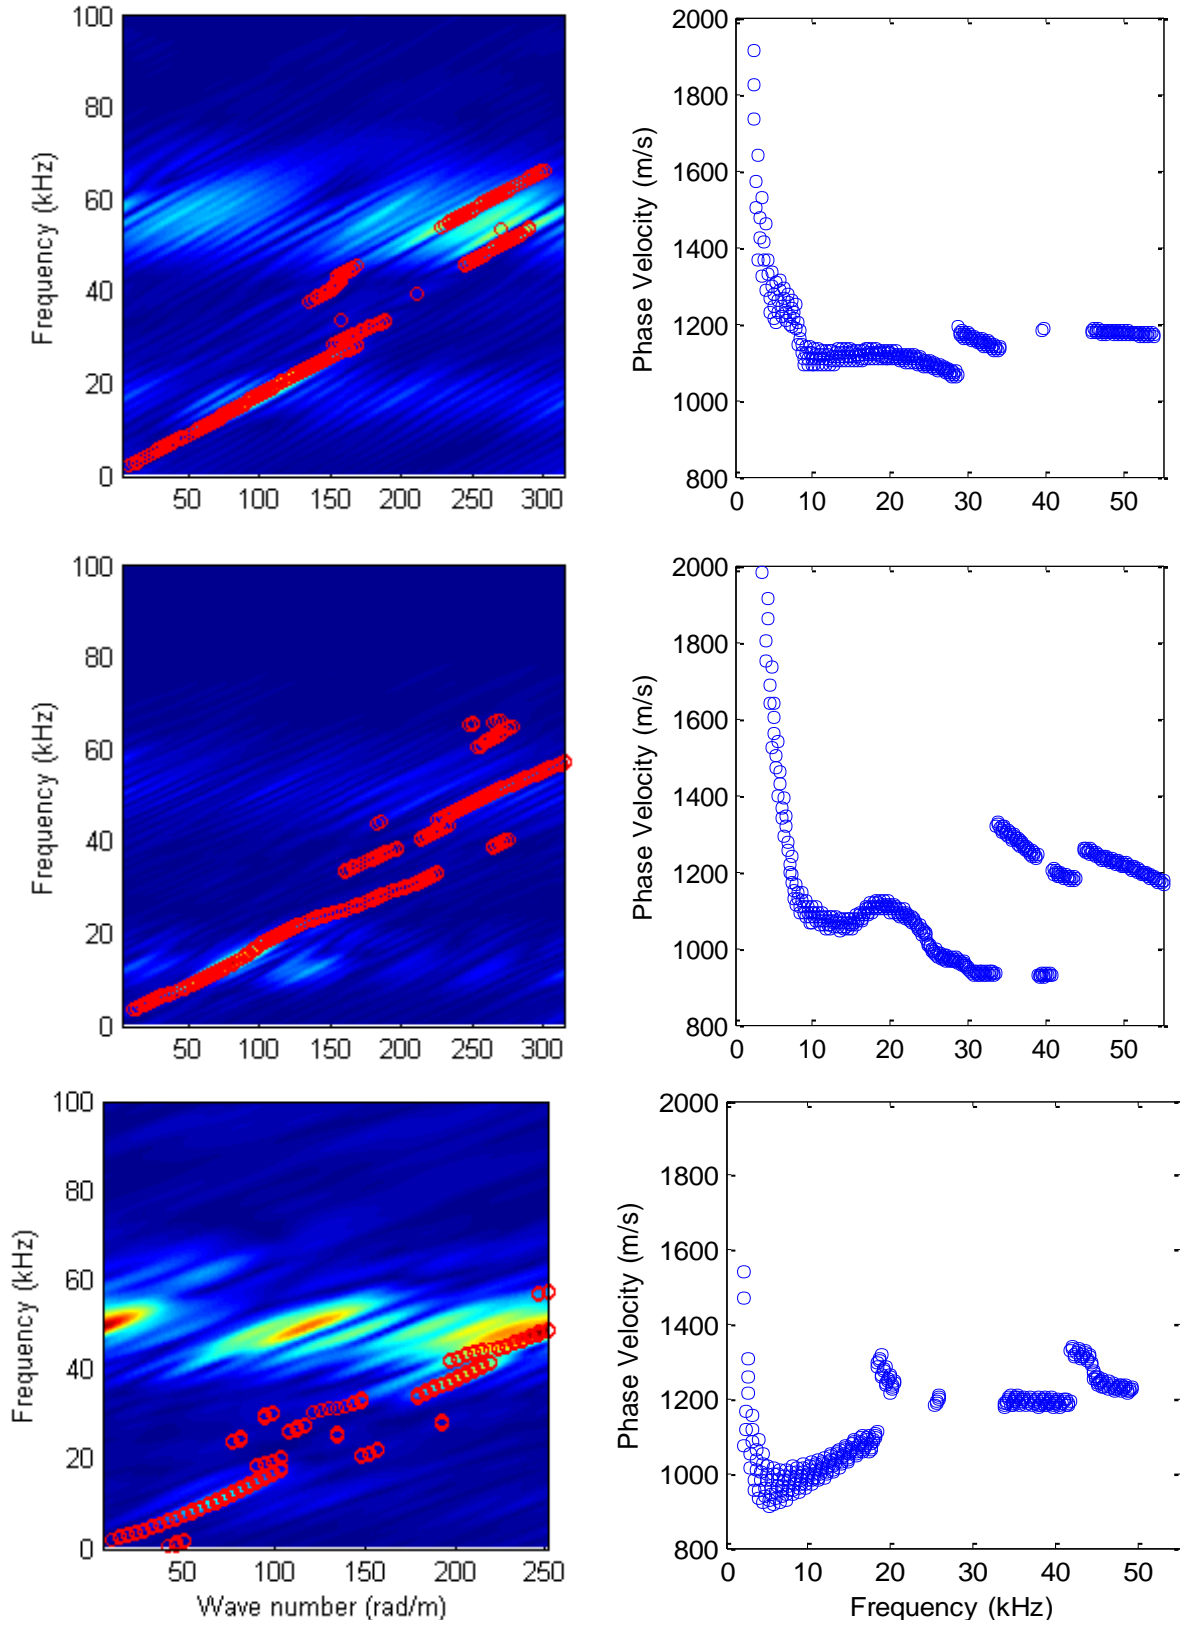 100
80
60
40
20
0
Frequency (kHz)
50 100 150 200 250 300
2000
1800
1600
1400
1200
1000
800
Phase Velocity (m/s)
0 10 20 30 40 50
100
80
60
40
20
0
Frequency (kHz)
50 100 150 200 250 300
2000
1800
1600
1400
1200
1000
800
Phase Velocity (m/s)
0 10 20 30 40 50
100
80
60
40
20
0
Frequency (kHz)
50 100 150 200 250
Wave number (rad/m)
2000
1800
1600
1400
1200
1000
800
Phase Velocity (m/s)
0 10 20 30 40 50
Frequency (kHz)